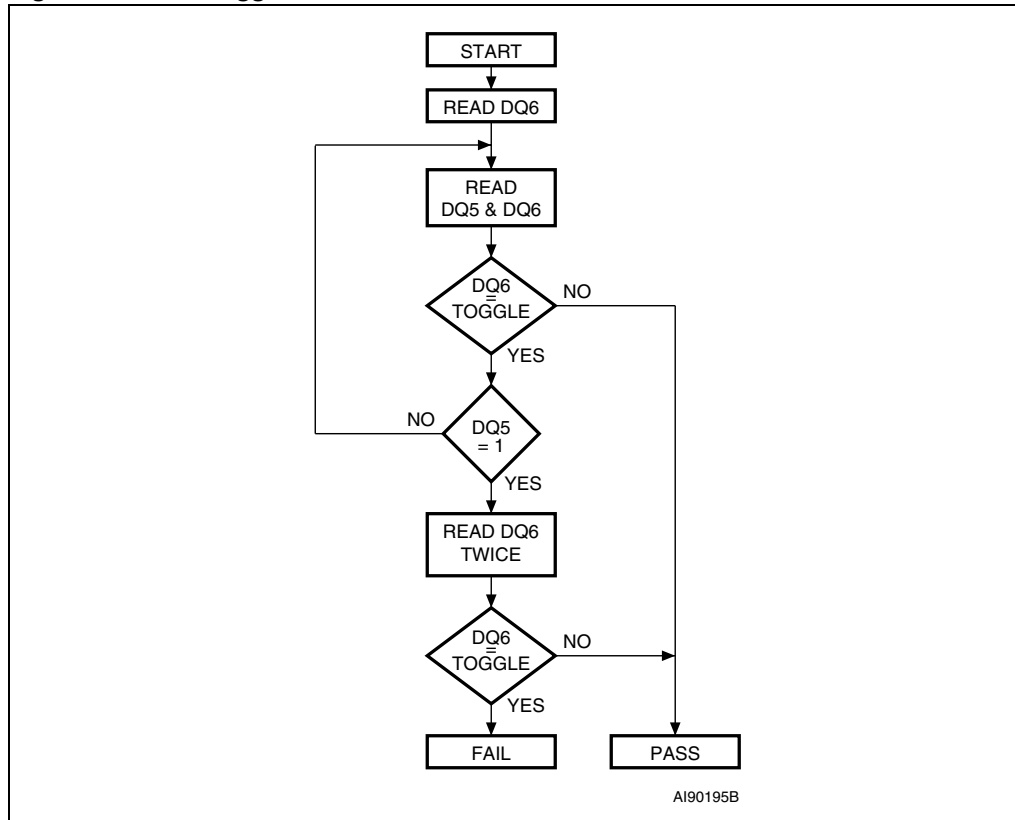 START
READ DQ6
READ
DQ5 & DQ6
DQ6
=
TOGGLE
NO
YES
NO
DQ5
= 1
YES
READ DQ6
TWICE
DQ6
=
TOGGLE
NO
YES
FAIL
PASS
AI90195B